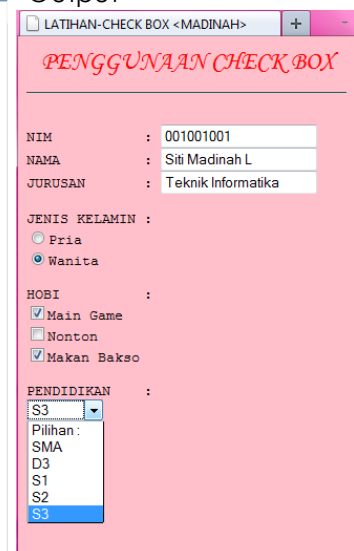 Output
LATIHAN-CHECK BOX <MADINAH>
PENGGUNAAN CHECK BOX
NIM : 001001001
NAMA : Siti Madinah L
JURUSAN : Teknik Informatika
JENIS KELAMIN :
Pria
Wanita
HOBI :
Main Game
Nonton
Makan Bakso
PENDIDIKAN :
S3
Pilihan :
SMA
D3
S1
S2
S3